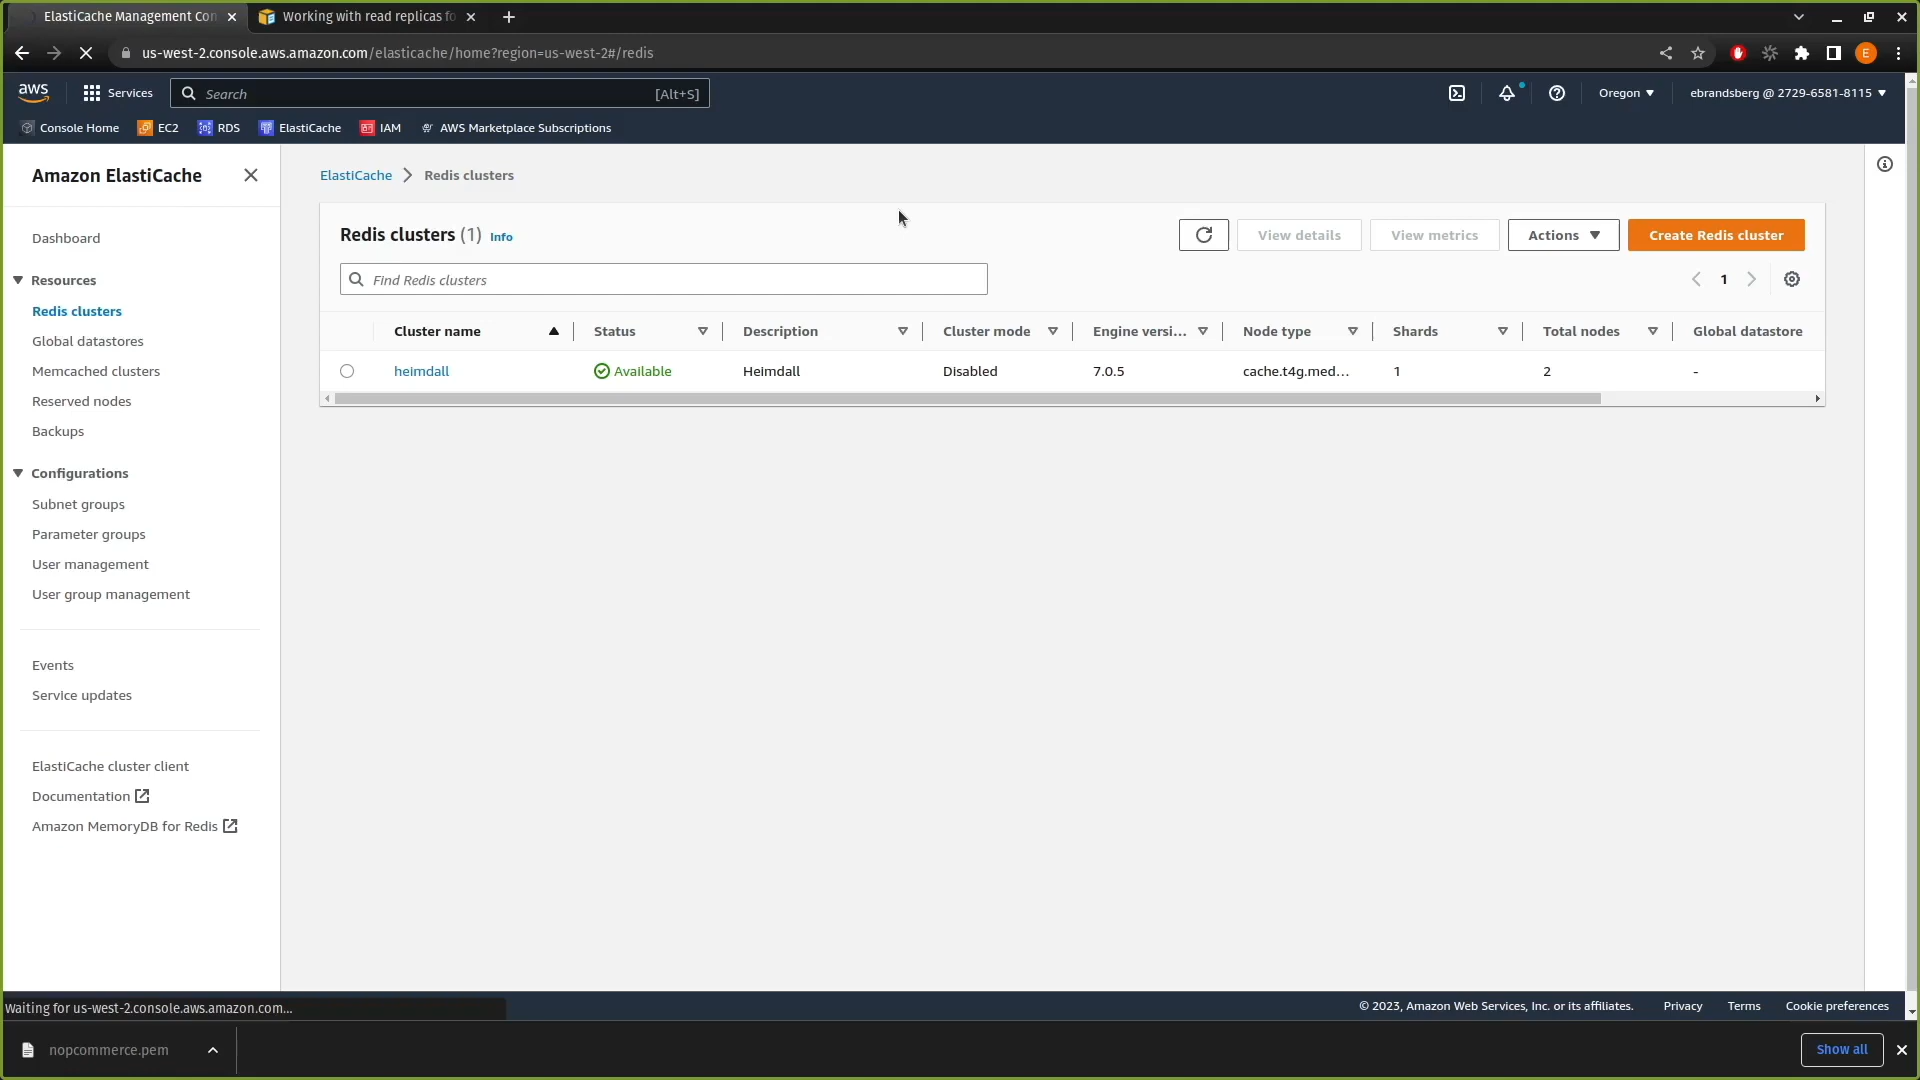 ElastiCache Management Con
Working with read replicas fo
us-west-2.console.aws.amazon.com/elasticache/home?region=us-west-2#/redis
E
aws
Services
Search
[Alt+S]
Oregon
ebrandsberg @ 2729-6581-8115
Console Home
EC2
RDS
ElastiCache
IAM
AWS Marketplace Subscriptions
Amazon ElastiCache
Dashboard
Resources
Redis clusters
Global datastores
Memcached clusters
Reserved nodes
Backups
Configurations
Subnet groups
Parameter groups
User management
User group management
Events
Service updates
ElastiCache cluster client
Documentation
Amazon MemoryDB for Redis
ElastiCache > Redis clusters
Redis clusters (1) Info
View details
View metrics
Actions
Create Redis cluster
Find Redis clusters
1
Cluster name Status Description Cluster mode Engine versi... Node type Shards Total nodes Global datastore
heimdall Available Heimdall Disabled 7.0.5 cache.t4g.med... 1 2 -
Waiting for us-west-2.console.aws.amazon.com...
© 2023, Amazon Web Services, Inc. or its affiliates. Privacy Terms Cookie preferences
nopcommerce.pem
Show all